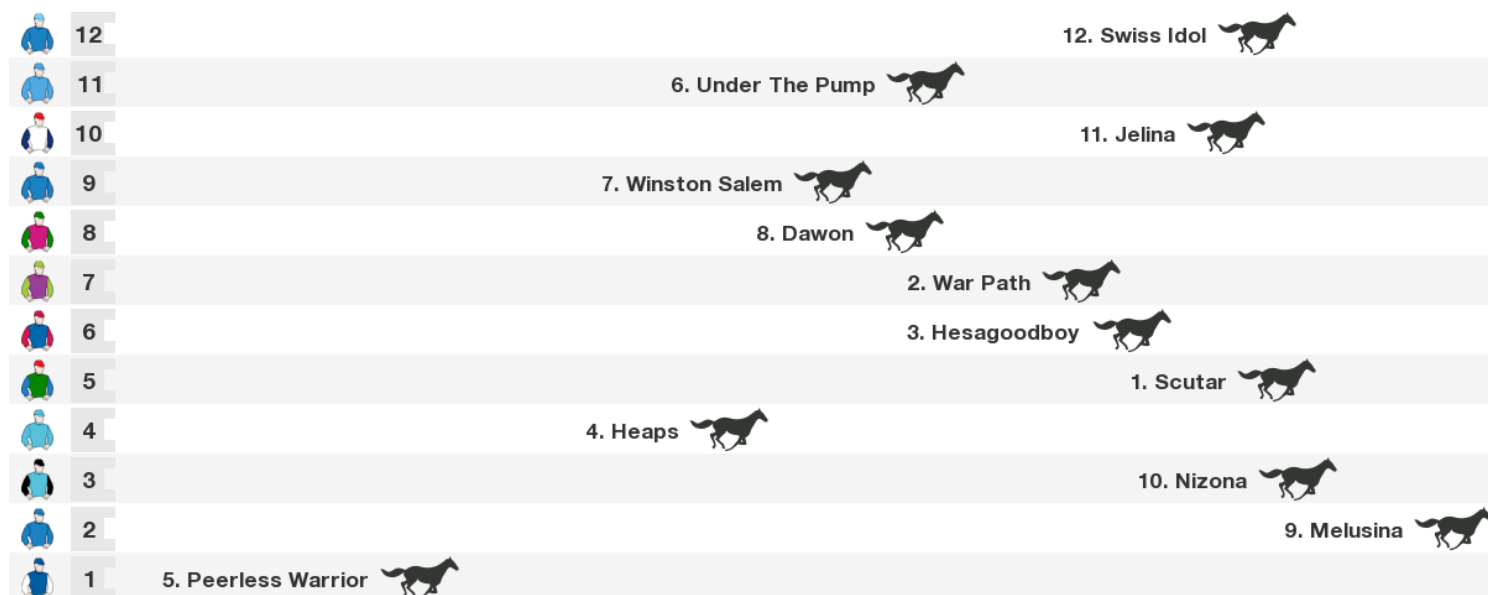 12 12. Swiss Idol
11 6. Under The Pump
10 11. Jelina
9 7. Winston Salem
8 8. Dawon
7 2. War Path
6 3. Hesagoodboy
5 1. Scutar
4 4. Heaps
3 10. Nizona
2 9. Melusina
1 5. Peerless Warrior